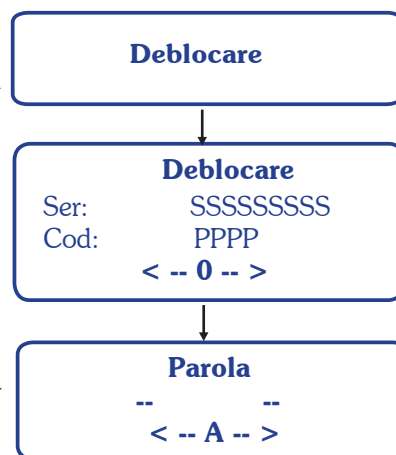 Deblocare
Deblocare
Ser: SSSSSSSSS
Cod: PPPP
< -- 0 -- >
Parola
-- --
< -- A -- >